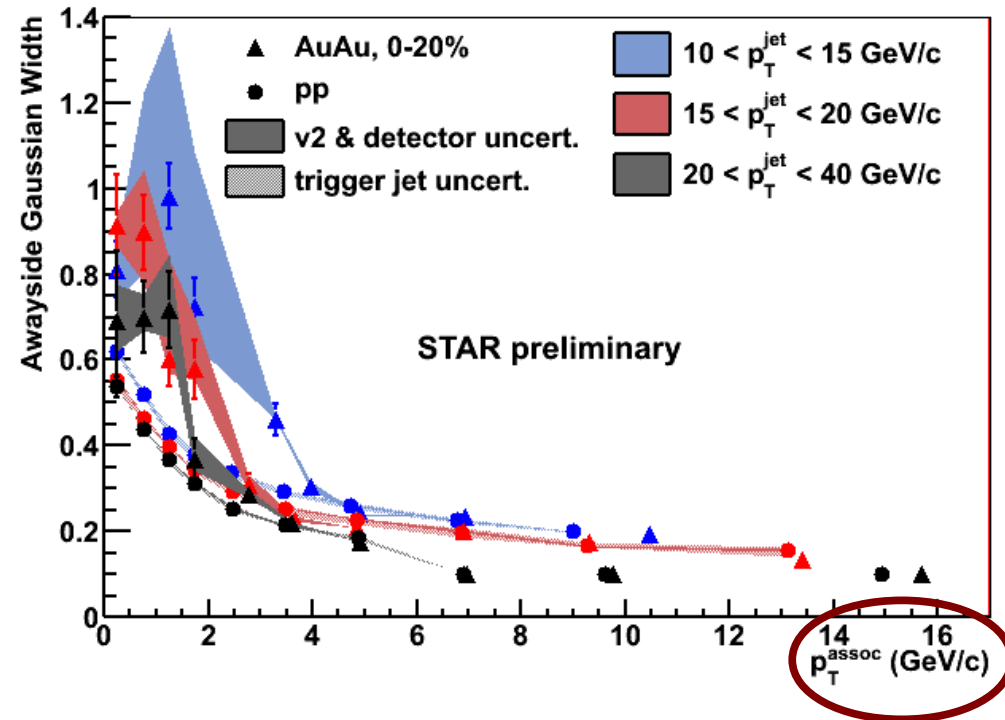 Awayside Gaussian Width
1.4
1.2
1
0.8
0.6
0.4
0.2
0
AuAu, 0-20%
pp
v2 & detector uncert.
trigger jet uncert.
10 < p_T^jet < 15 GeV/c
15 < p_T^jet < 20 GeV/c
20 < p_T^jet < 40 GeV/c
STAR preliminary
0 2 4 6 8 10 12 14 16
p_T^assoc (GeV/c)